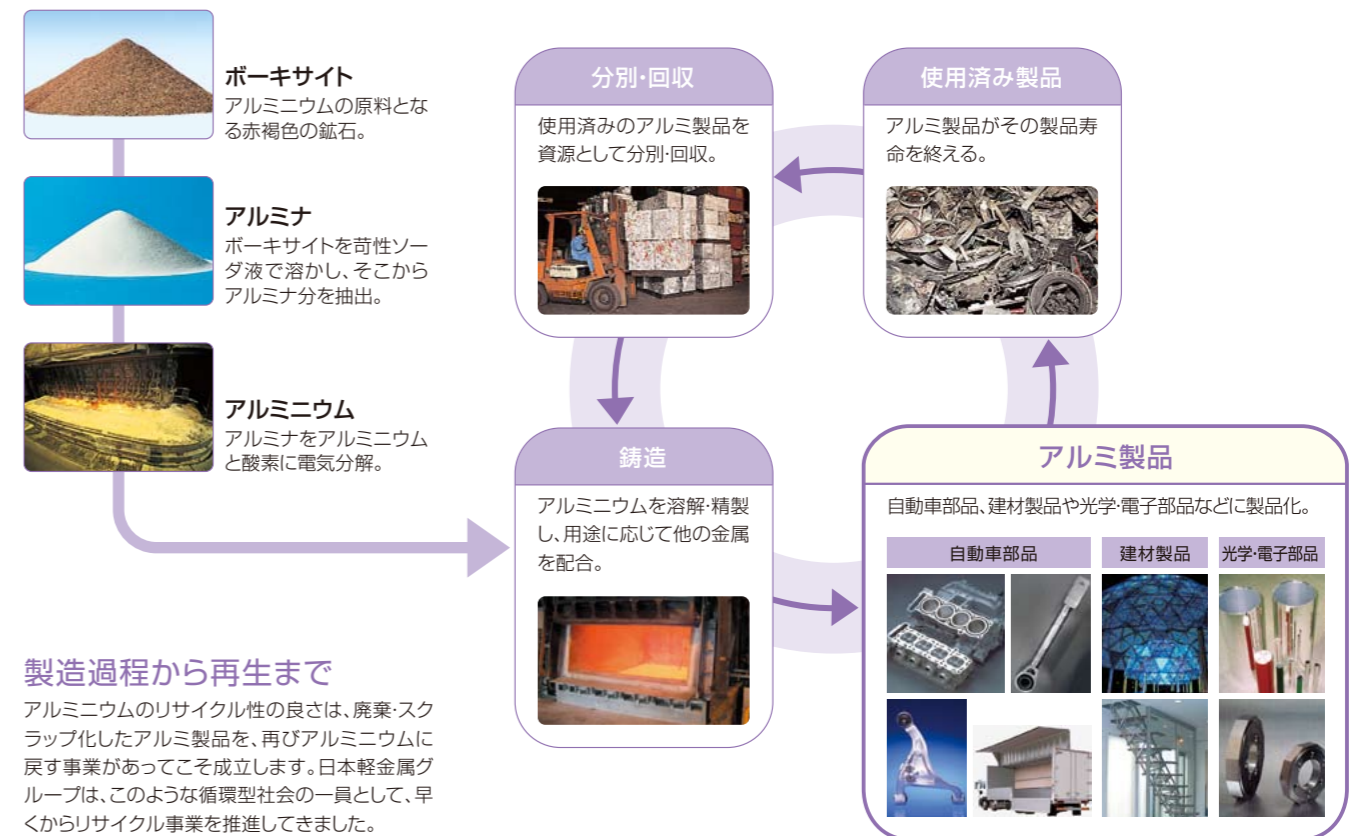 ボーキサイト
アルミニウムの原料とな
る赤褐色の鉱石。
アルミナ
ボーキサイトを苛性ソー
ダ液で溶かし、そこから
アルミナ分を抽出。
アルミニウム
アルミナをアルミニウム
と酸素に電気分解。
分別・回収
使用済みのアルミ製品を
資源として分別・回収。
使用済み製品
アルミ製品がその製品寿
命を終える。
鋳造
アルミニウムを溶解・精製
し、用途に応じて他の金属
を配合。
アルミ製品
自動車部品、建材製品や光学・電子部品などに製品化。
自動車部品
建材製品
光学・電子部品
製造過程から再生まで
アルミニウムのリサイクル性の良さは、廃棄・スク
ラップ化したアルミ製品を、再びアルミニウムに
戻す事業があってこそ成立します。日本軽金属グ
ループは、このような循環型社会の一員として、早
くからリサイクル事業を推進してきました。